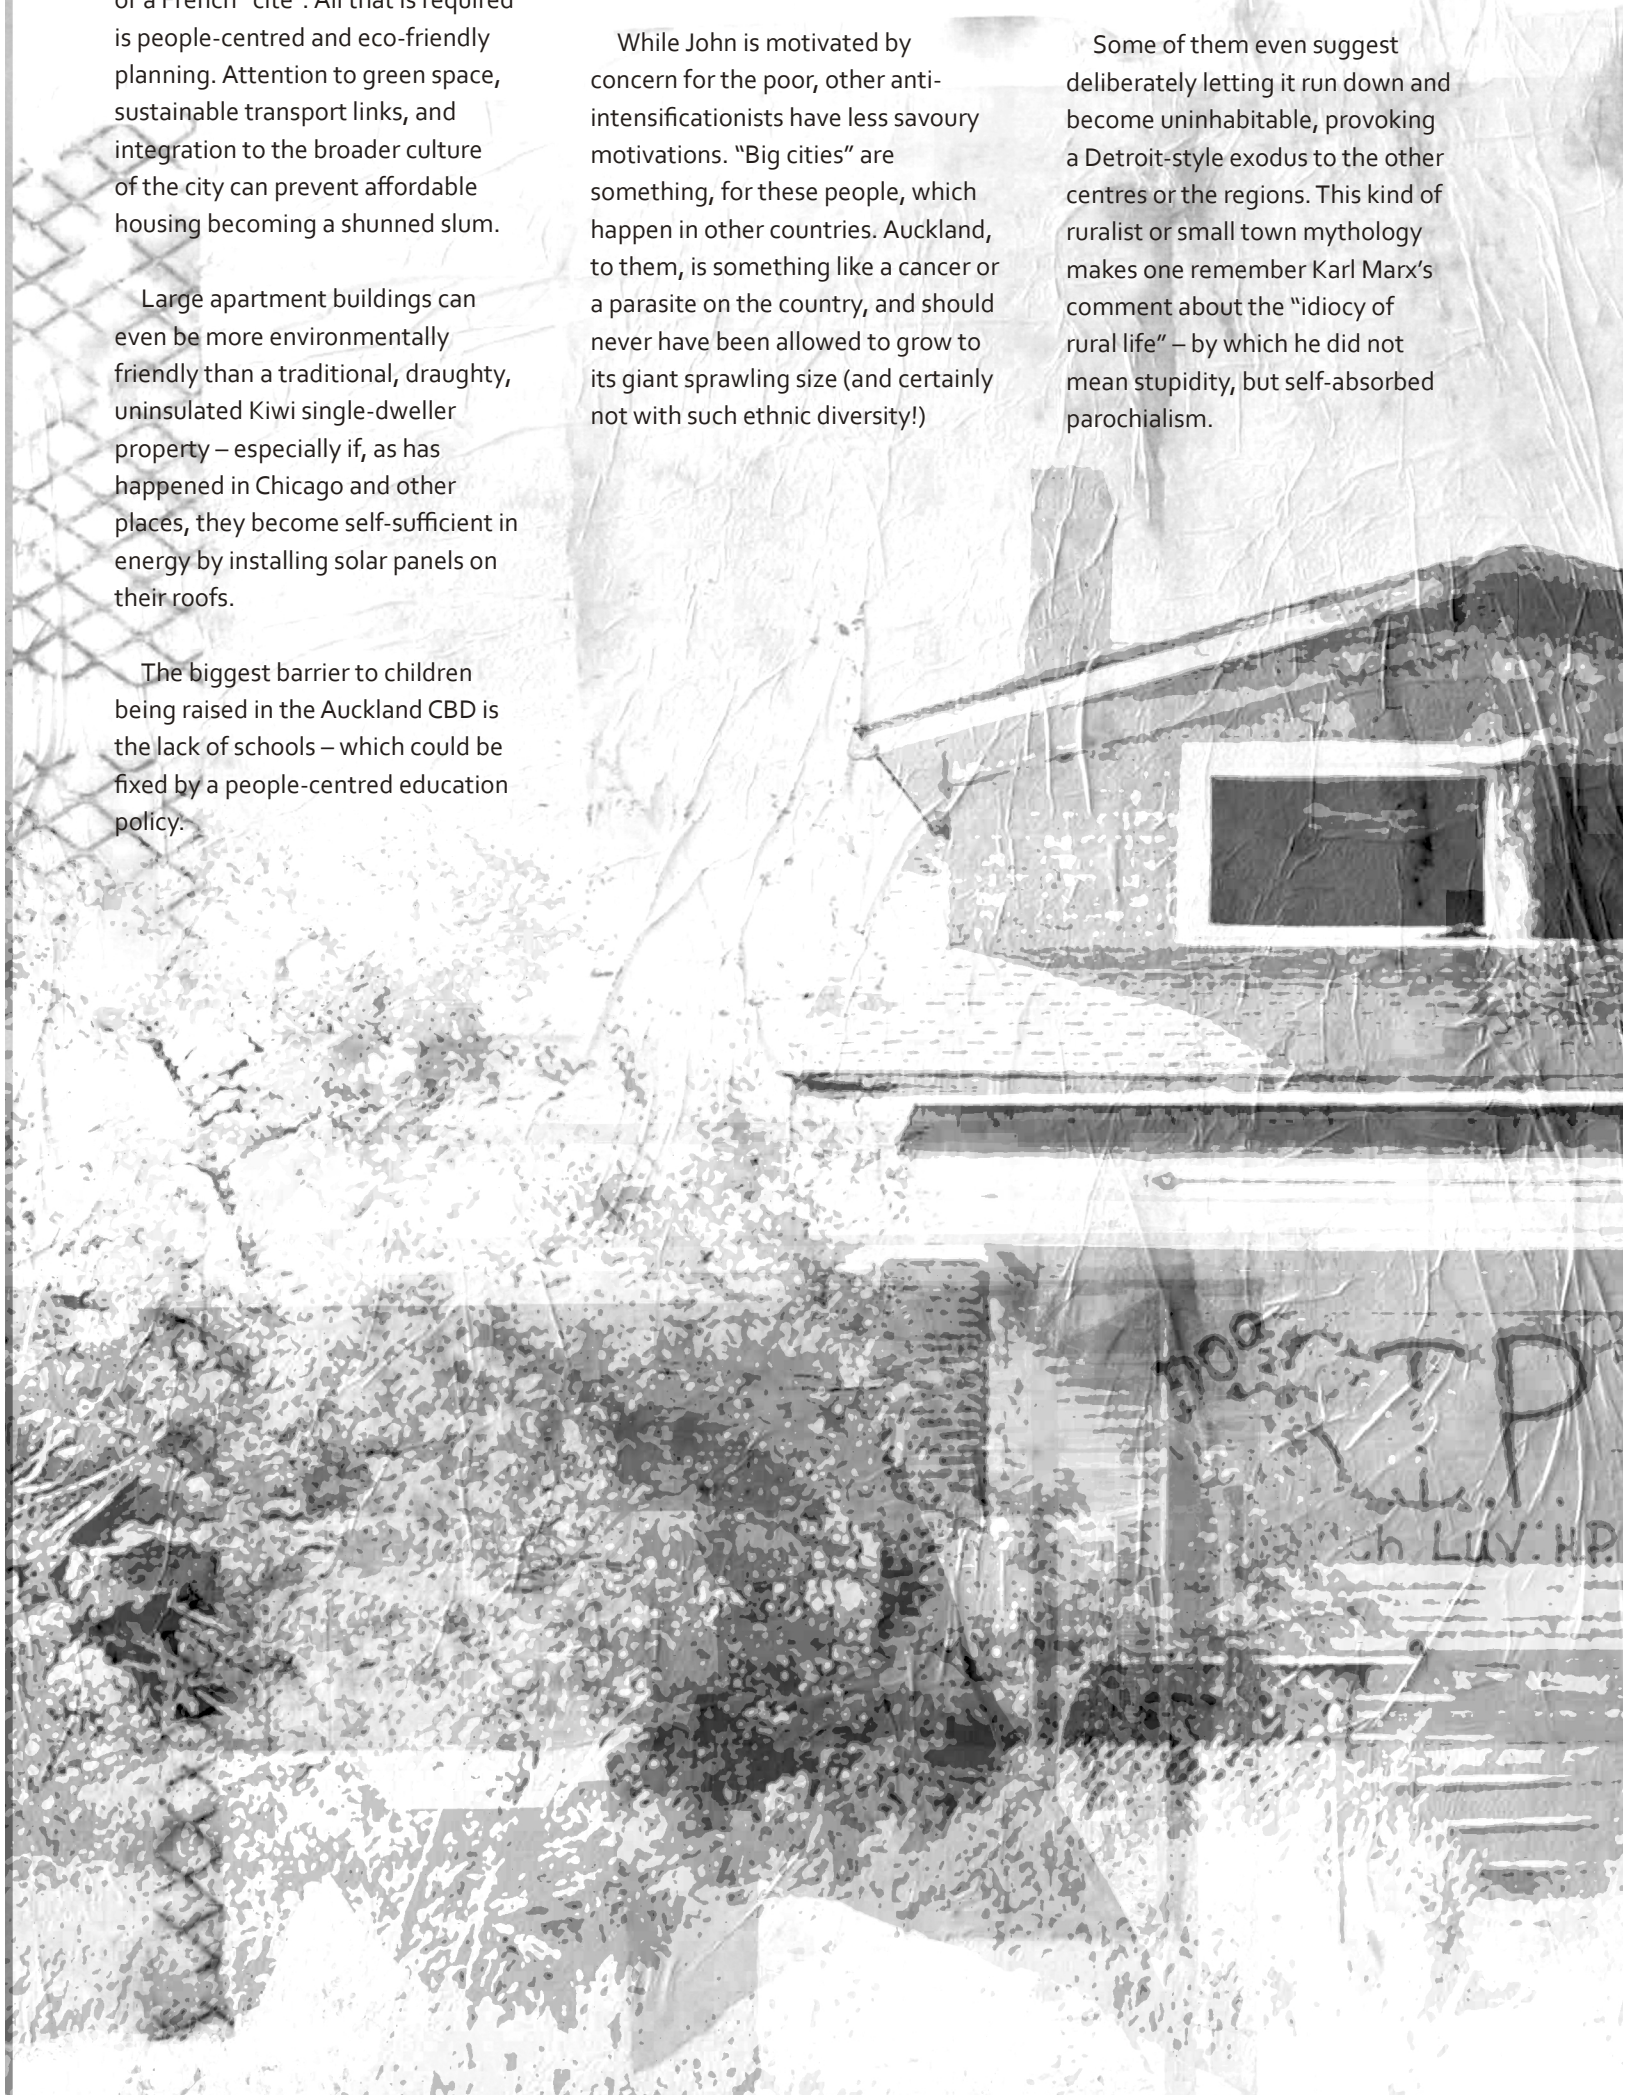 of a French "cité". All that is required
is people-centred and eco-friendly
planning. Attention to green space,
sustainable transport links, and
integration to the broader culture
of the city can prevent affordable
housing becoming a shunned slum.
Large apartment buildings can
even be more environmentally
friendly than a traditional, draughty,
uninsulated Kiwi single-dweller
property – especially if, as has
happened in Chicago and other
places, they become self-sufficient in
energy by installing solar panels on
their roofs.
The biggest barrier to children
being raised in the Auckland CBD is
the lack of schools – which could be
fixed by a people-centred education
policy.
While John is motivated by
concern for the poor, other anti-
intensificationists have less savoury
motivations. “Big cities” are
something, for these people, which
happen in other countries. Auckland,
to them, is something like a cancer or
a parasite on the country, and should
never have been allowed to grow to
its giant sprawling size (and certainly
not with such ethnic diversity!)
Some of them even suggest
deliberately letting it run down and
become uninhabitable, provoking
a Detroit-style exodus to the other
centres or the regions. This kind of
ruralist or small town mythology
makes one remember Karl Marx’s
comment about the “idiocy of
rural life” – by which he did not
mean stupidity, but self-absorbed
parochialism.
LUV. H.P.